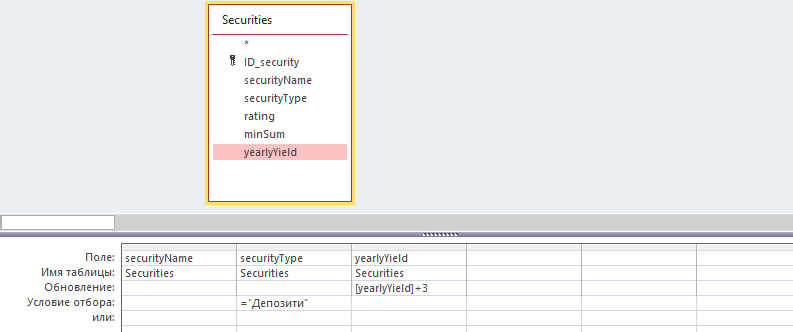 Securities
*
ID_security
securityName
securityType
rating
minSum
yearlyYield
Поле: securityName securityType yearlyYield
Имя таблицы: Securities Securities Securities
Обновление: [yearlyYield]+3
Условие отбора: ="Депозити"
или: